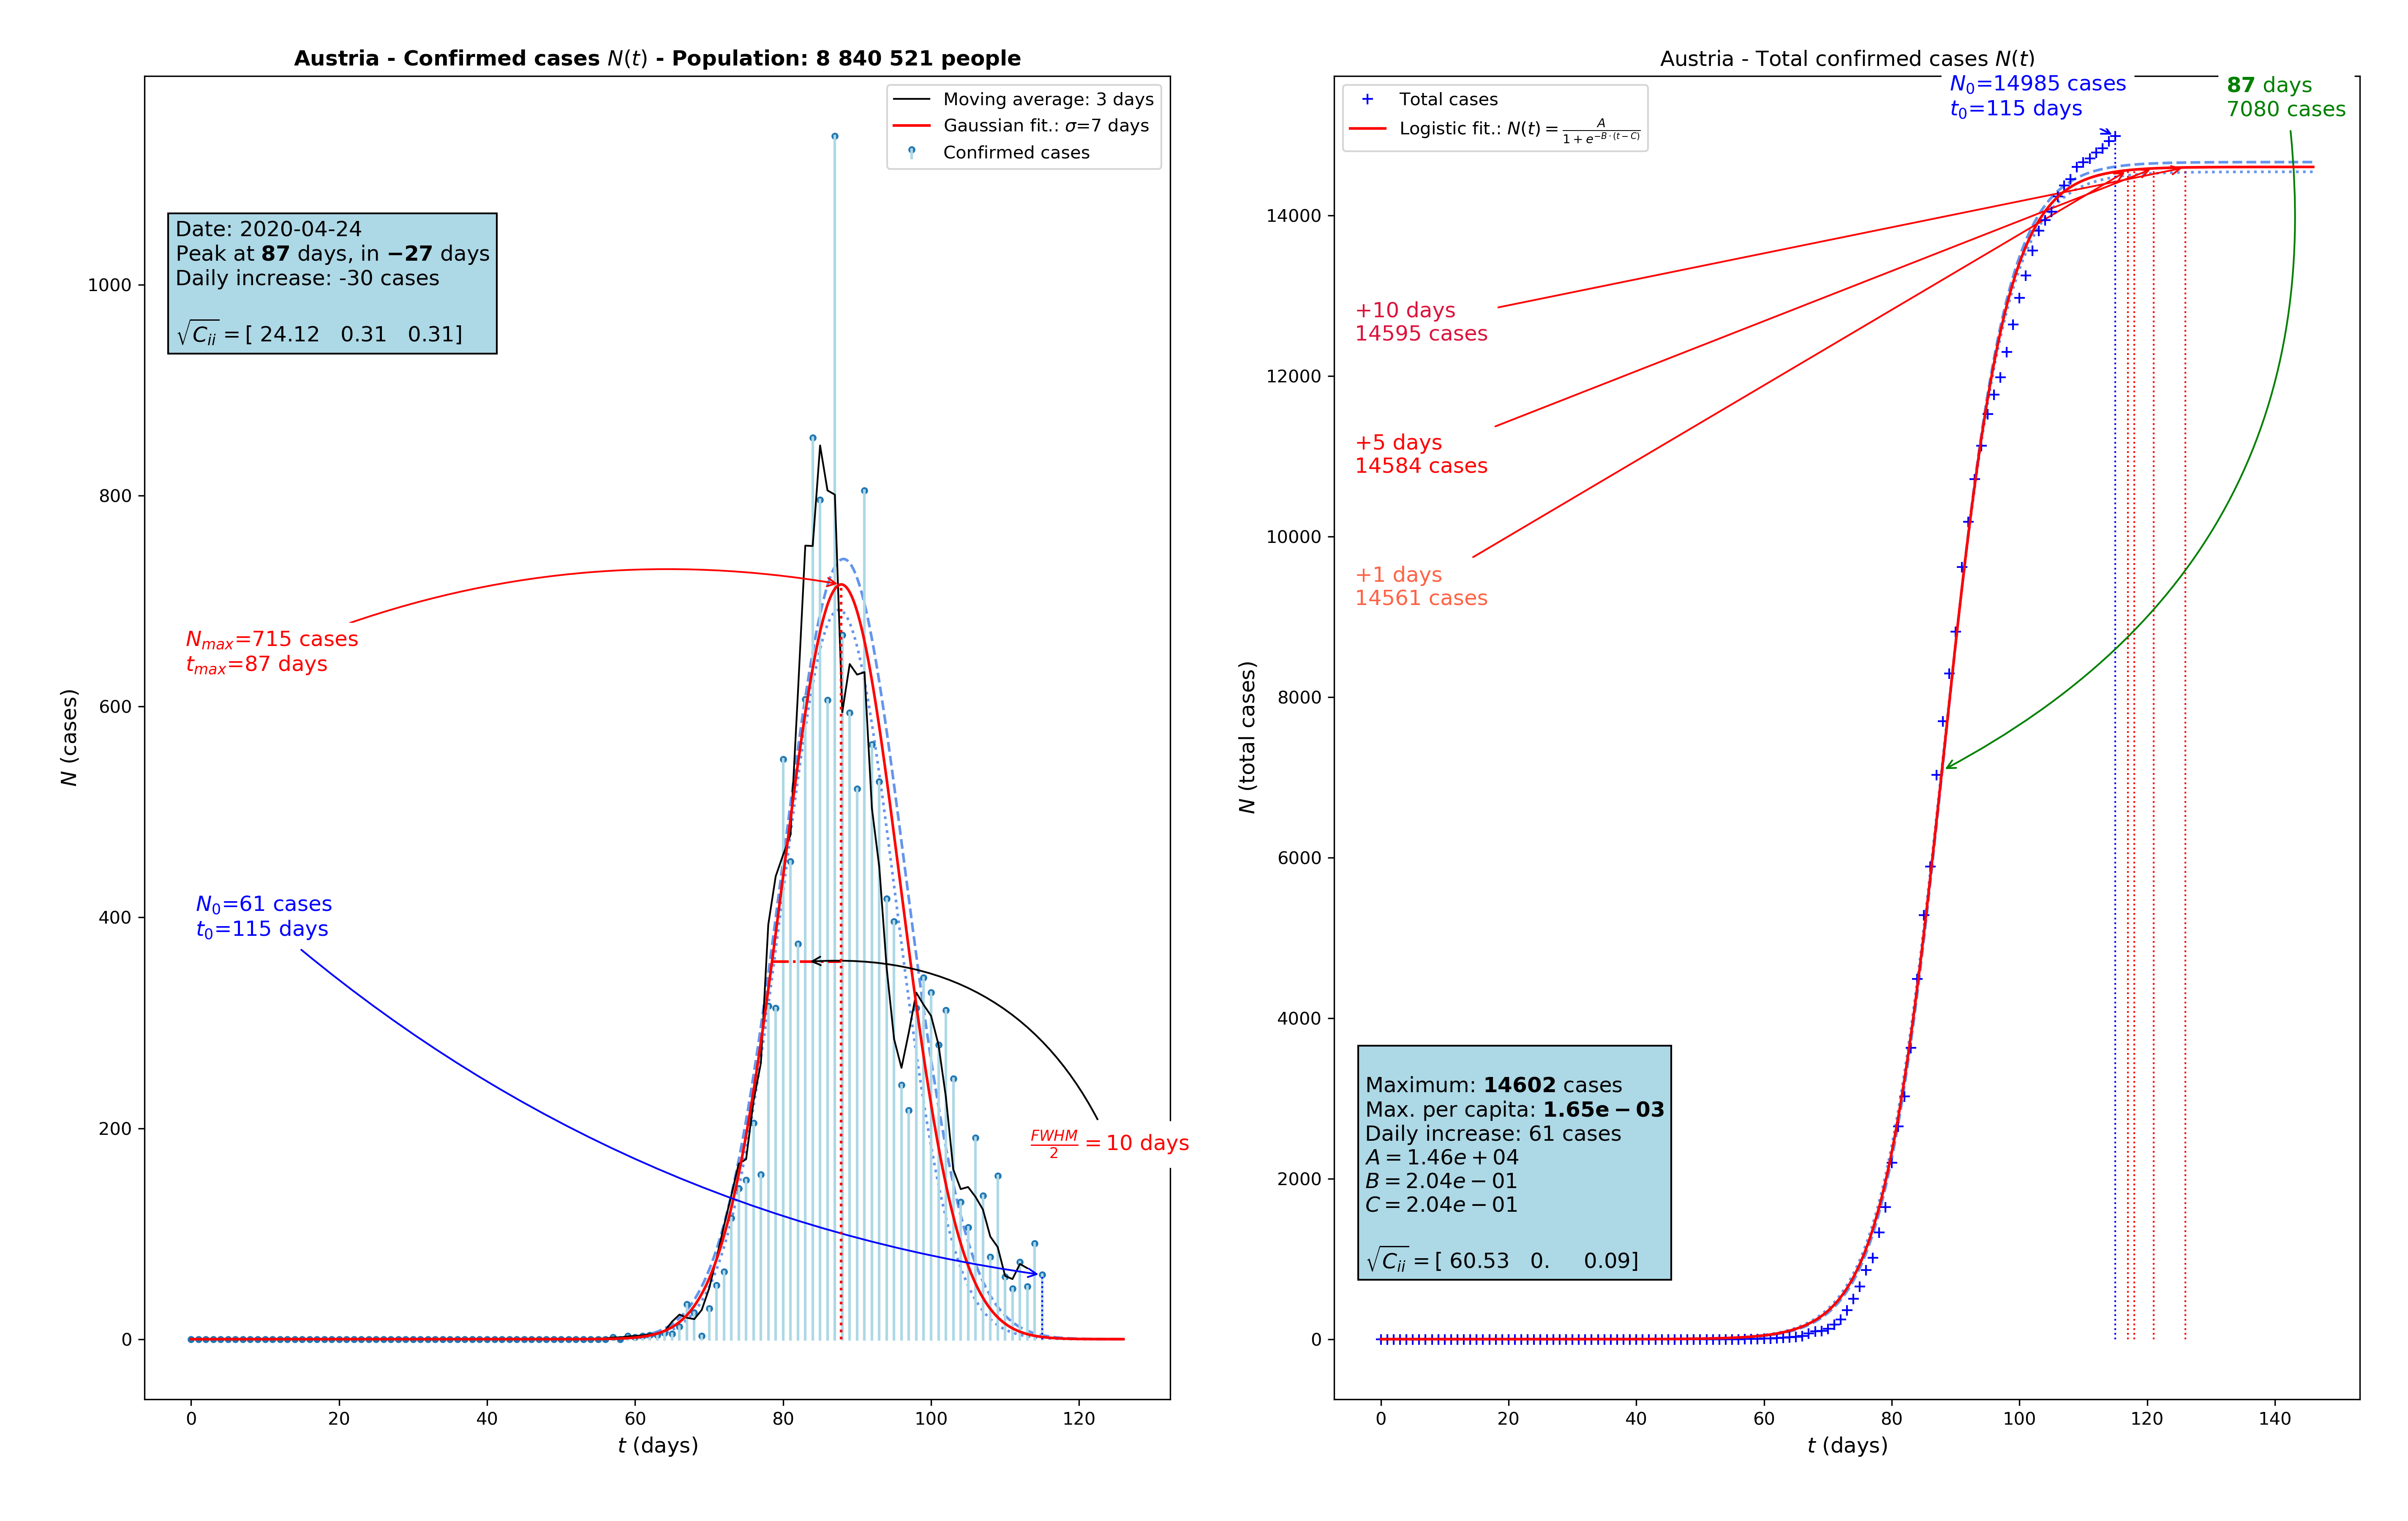 Austria - Confirmed cases N(t) - Population: 8 840 521 people
Moving average: 3 days
Gaussian fit.: σ=7 days
Confirmed cases
Date: 2020-04-24
Peak at 87 days, in −27 days
Daily increase: -30 cases
√C_ii = [ 24.12 0.31 0.31]
N_max=715 cases
t_max=87 days
N_0=61 cases
t_0=115 days
FWHM/2 = 10 days
N (cases)
1000
800
600
400
200
0
0 20 40 60 80 100 120
t (days)
Austria - Total confirmed cases N(t)
N_0=14985 cases
t_0=115 days
87 days
7080 cases
Total cases
Logistic fit.: N(t) = A/(1 + e^{−B·(t−C)})
+10 days
14595 cases
+5 days
14584 cases
+1 days
14561 cases
Maximum: 14602 cases
Max. per capita: 1.65e − 03
Daily increase: 61 cases
A = 1.46e + 04
B = 2.04e − 01
C = 2.04e − 01
√C_ii = [ 60.53 0. 0.09]
N (total cases)
14000
12000
10000
8000
6000
4000
2000
0
0 20 40 60 80 100 120 140
t (days)